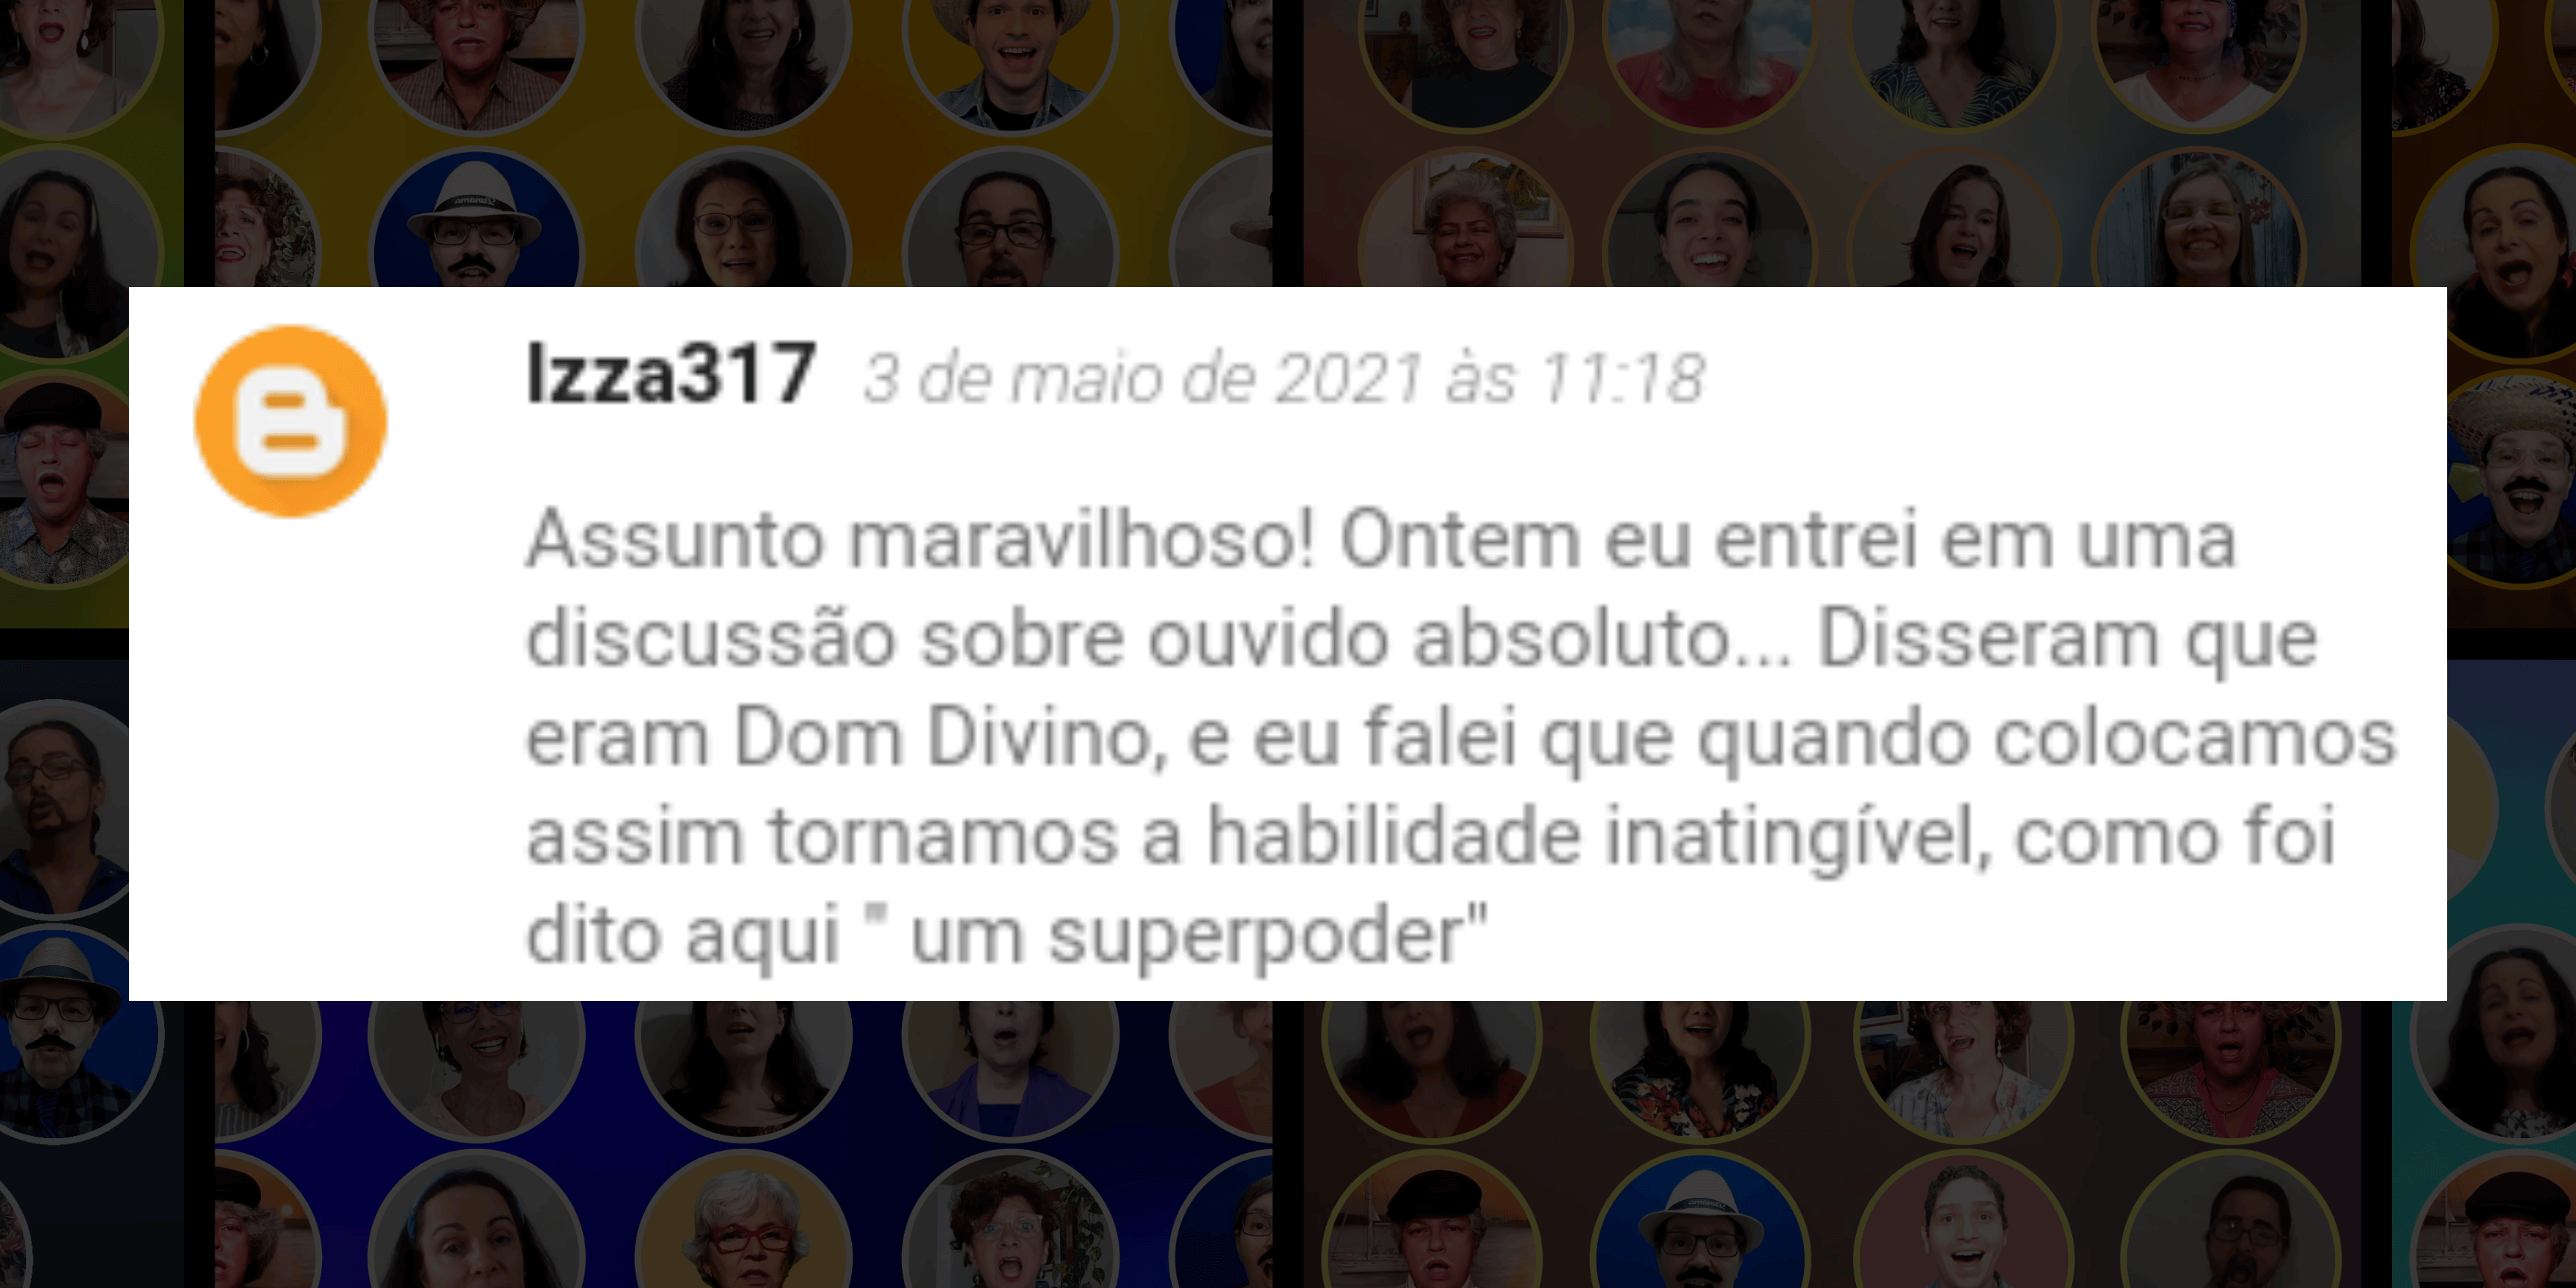 Izza317 3 de maio de 2021 às 11:18
Assunto maravilhoso! Ontem eu entrei em uma
discussão sobre ouvido absoluto... Disseram que
eram Dom Divino, e eu falei que quando colocamos
assim tornamos a habilidade inatingível, como foi
dito aqui " um superpoder"